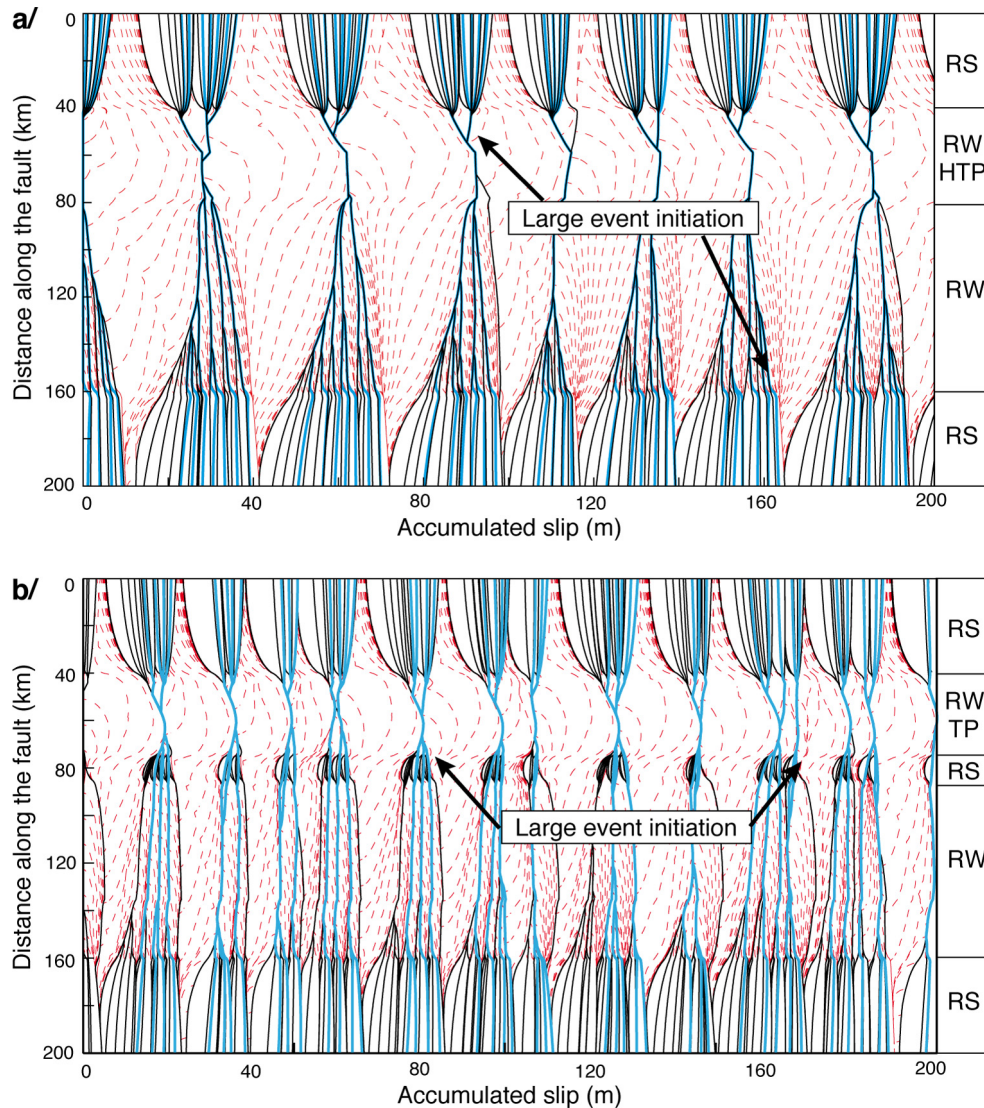 a/
0
40
80
120
160
200
Distance along the fault (km)
RS
RW
HTP
RW
RS
Large event initiation
0
40
80
120
160
200
Accumulated slip (m)
b/
0
40
80
120
160
200
Distance along the fault (km)
RS
RW
TP
RS
RW
RS
Large event initiation
0
40
80
120
160
200
Accumulated slip (m)